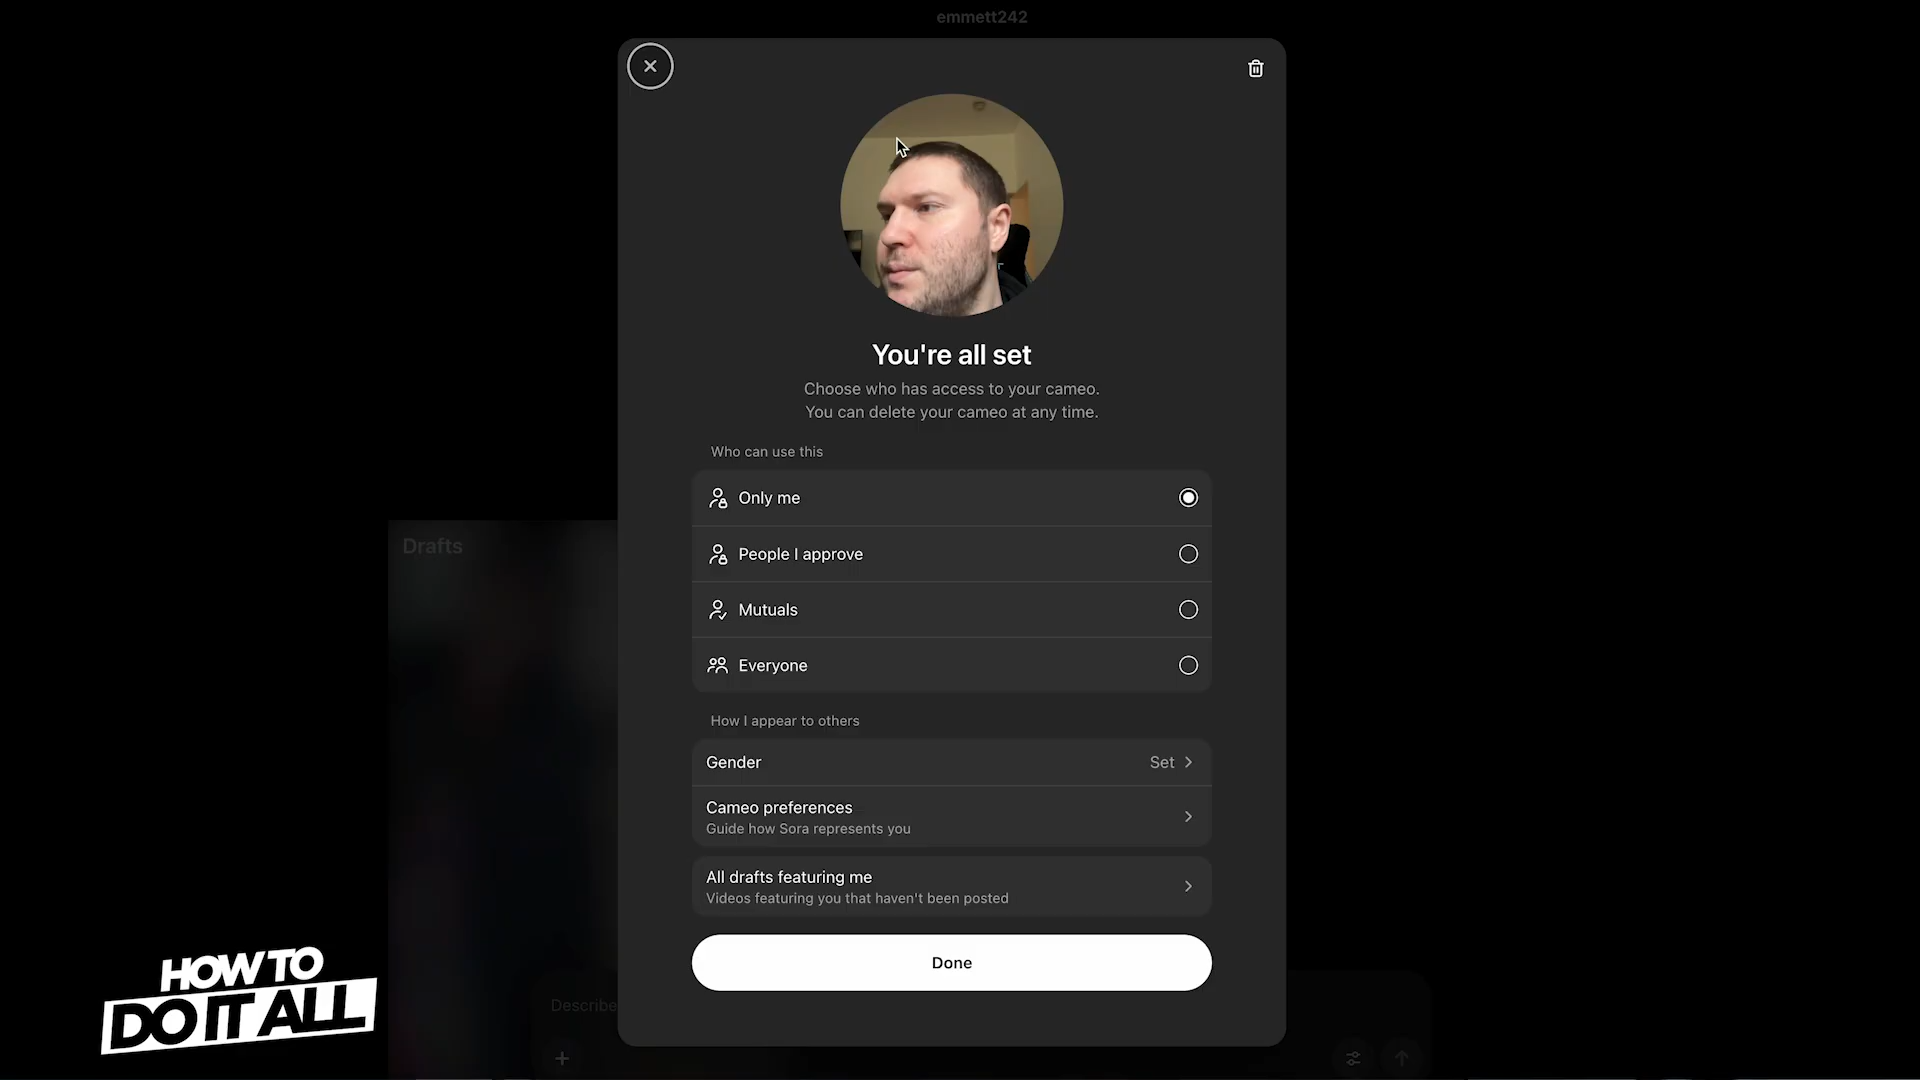 emmett242
You're all set
Choose who has access to your cameo.
You can delete your cameo at any time.
Who can use this
Only me
People I approve
Mutuals
Everyone
How I appear to others
Gender
Set
Cameo preferences
Guide how Sora represents you
All drafts featuring me
Videos featuring you that haven't been posted
Done
Drafts
Describe
HOW TO
DO IT ALL